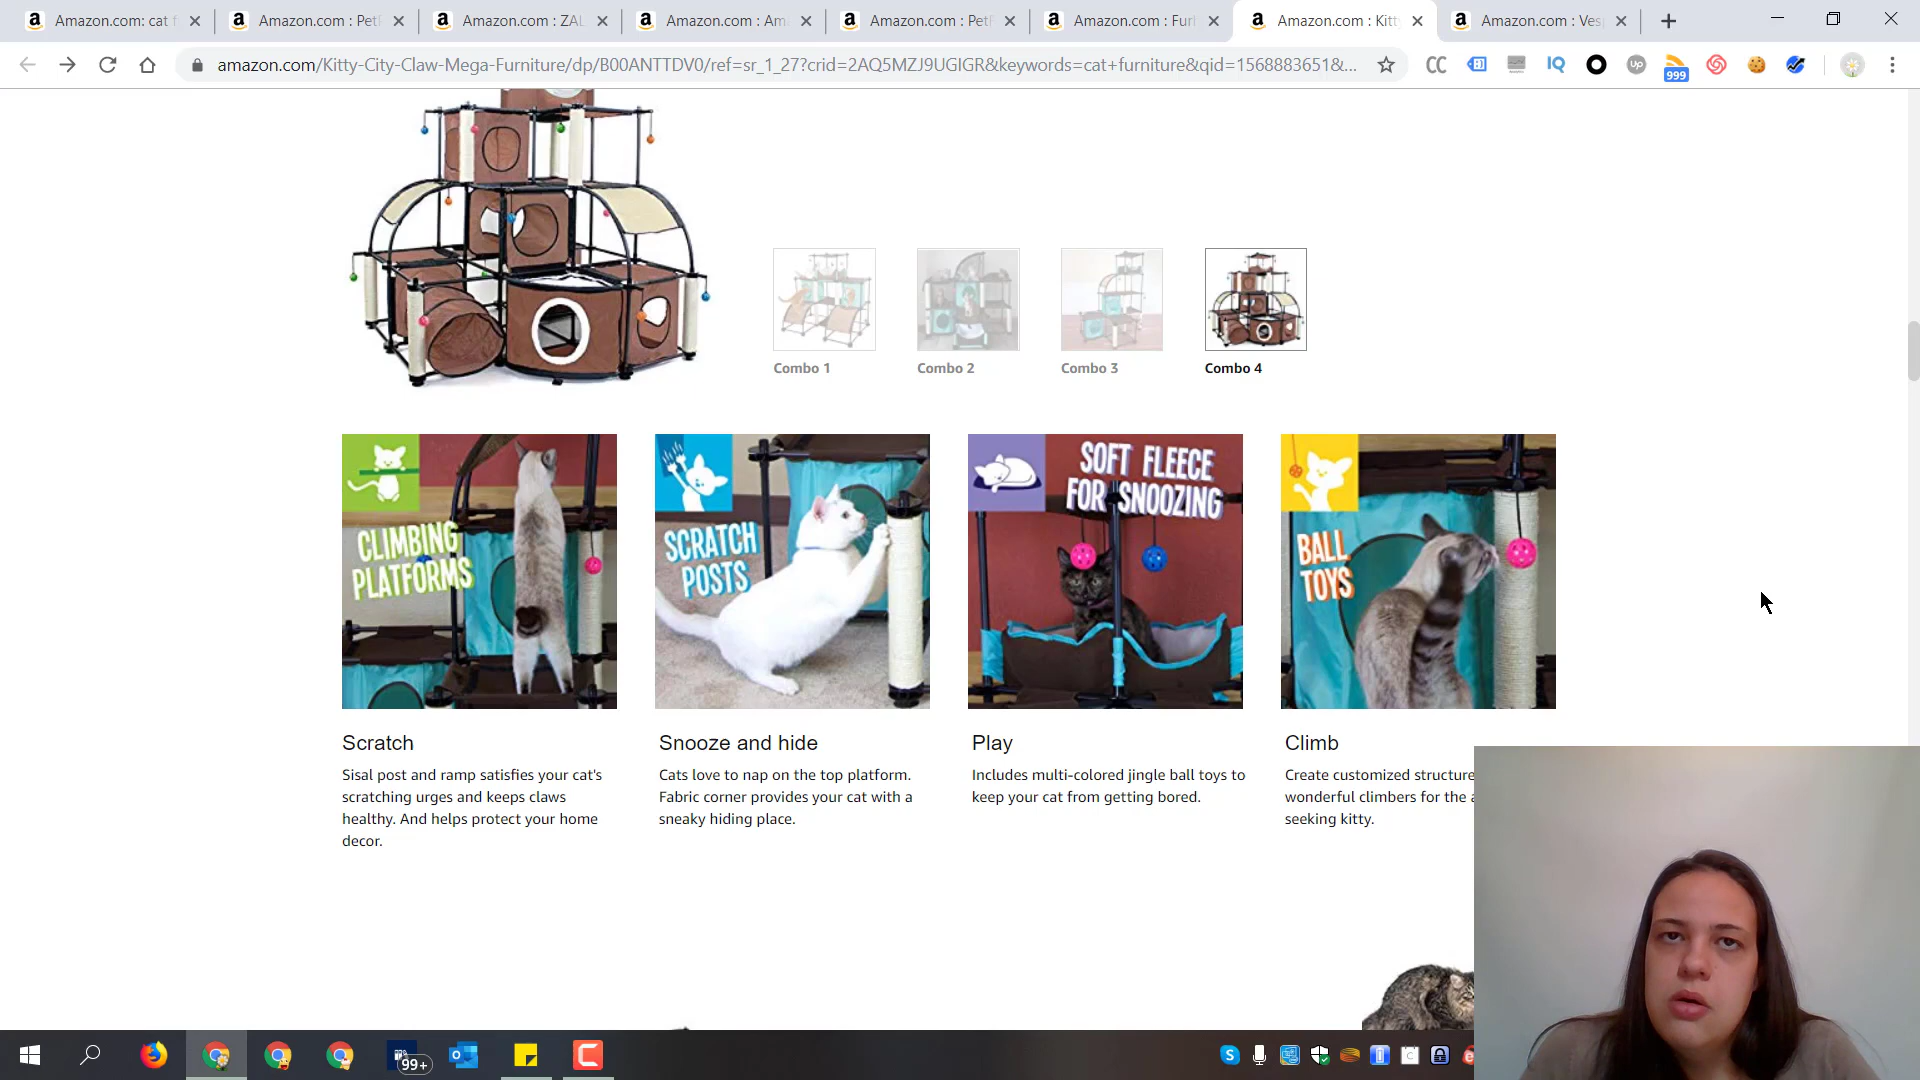 Amazon.com: cat f
Amazon.com : Pet
Amazon.com : ZAL
Amazon.com : Am
Amazon.com : Pet
Amazon.com : Furl
Amazon.com : Kitt
Amazon.com : Ves
amazon.com/Kitty-City-Claw-Mega-Furniture/dp/B00ANTTDV0/ref=sr_1_27?crid=2AQ5MZJ9UGIGR&keywords=cat+furniture&qid=1568883651&...
CC
IQ
Up
999
Combo 1
Combo 2
Combo 3
Combo 4
CLIMBING
PLATFORMS
SCRATCH
POSTS
SOFT FLEECE
FOR SNOOZING
BALL
TOYS
Scratch
Sisal post and ramp satisfies your cat's
scratching urges and keeps claws
healthy. And helps protect your home
decor.
Snooze and hide
Cats love to nap on the top platform.
Fabric corner provides your cat with a
sneaky hiding place.
Play
Includes multi-colored jingle ball toys to
keep your cat from getting bored.
Climb
Create customized structure
wonderful climbers for the a
seeking kitty.
99+